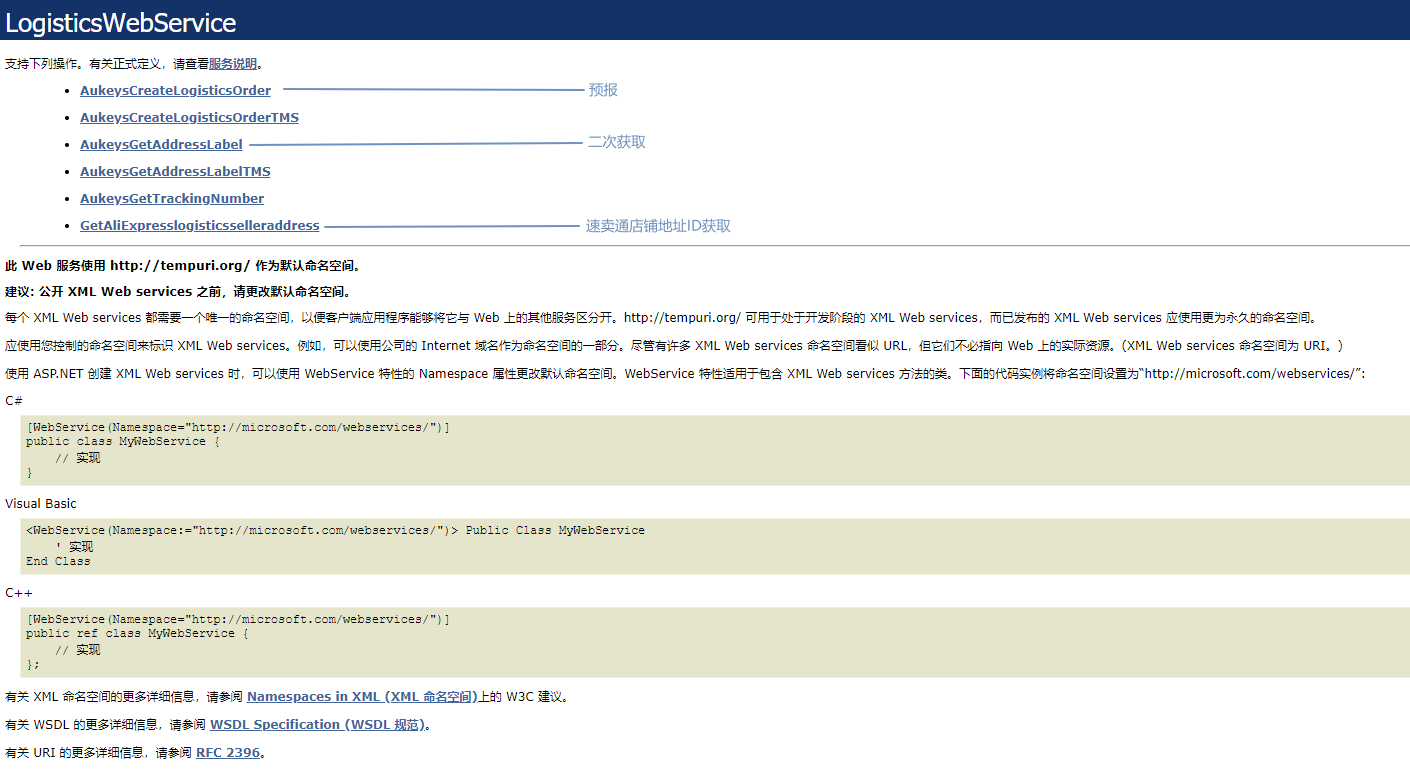 LogisticsWebService
支持下列操作。有关正式定义，请查看服务说明。
• AukeysCreateLogisticsOrder 预报
• AukeysCreateLogisticsOrderTMS
• AukeysGetAddressLabel 二次获取
• AukeysGetAddressLabelTMS
• AukeysGetTrackingNumber
• GetAliExpresslogisticsselleraddress 速卖通店铺地址ID获取
此 Web 服务使用 http://tempuri.org/ 作为默认命名空间。
建议: 公开 XML Web services 之前，请更改默认命名空间。
每个 XML Web services 都需要一个唯一的命名空间，以便客户端应用程序能够将它与 Web 上的其他服务区分开。http://tempuri.org/ 可用于处于开发阶段的 XML Web services，而已发布的 XML Web services 应使用更为永久的命名空间。
应使用您控制的命名空间来标识 XML Web services。例如，可以使用公司的 Internet 域名作为命名空间的一部分。尽管有许多 XML Web services 命名空间看似 URL，但它们不必指向 Web 上的实际资源。(XML Web services 命名空间为 URI。)
使用 ASP.NET 创建 XML Web services 时，可以使用 WebService 特性的 Namespace 属性更改默认命名空间。WebService 特性适用于包含 XML Web services 方法的类。下面的代码实例将命名空间设置为“http://microsoft.com/webservices/”:
C#
[WebService(Namespace="http://microsoft.com/webservices/")]
public class MyWebService {
    // 实现
}
Visual Basic
<WebService(Namespace:="http://microsoft.com/webservices/")> Public Class MyWebService
    ' 实现
End Class
C++
[WebService(Namespace="http://microsoft.com/webservices/")]
public ref class MyWebService {
    // 实现
};
有关 XML 命名空间的更多详细信息，请参阅 Namespaces in XML (XML 命名空间)上的 W3C 建议。
有关 WSDL 的更多详细信息，请参阅 WSDL Specification (WSDL 规范)。
有关 URI 的更多详细信息，请参阅 RFC 2396。